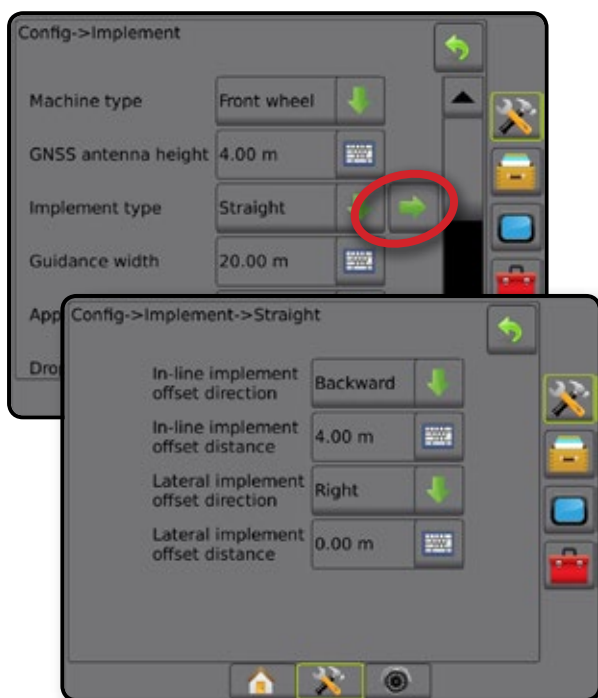 Config->Implement
Machine type Front wheel
GNSS antenna height 4.00 m
Implement type Straight
Guidance width 20.00 m
Config->Implement->Straight
In-line implement
offset direction Backward
In-line implement
offset distance 4.00 m
Lateral implement
offset direction Right
Lateral implement
offset distance 0.00 m